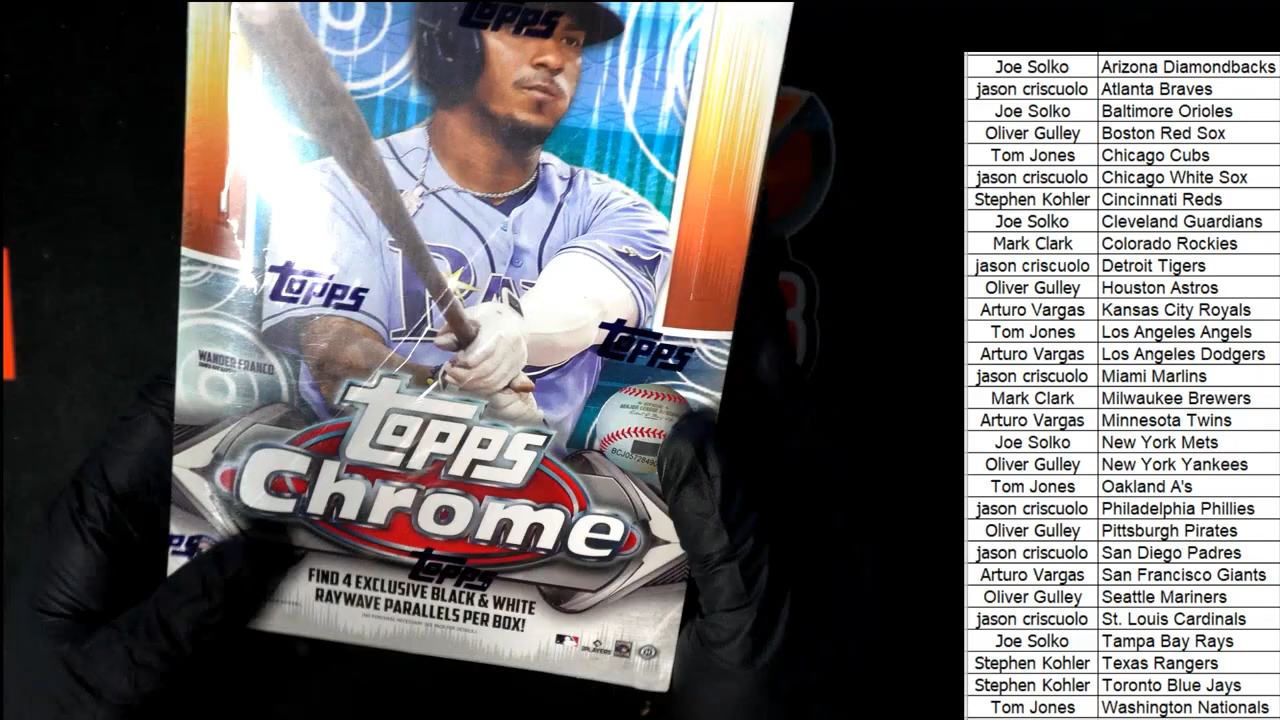 Topps
RAYS
Topps
Topps
WANDER FRANCO
Topps
Chrome
Topps
FIND 4 EXCLUSIVE BLACK & WHITE
RAYWAVE PARALLELS PER BOX!
Joe Solko Arizona Diamondbacks
jason criscuolo Atlanta Braves
Joe Solko Baltimore Orioles
Oliver Gulley Boston Red Sox
Tom Jones Chicago Cubs
jason criscuolo Chicago White Sox
Stephen Kohler Cincinnati Reds
Joe Solko Cleveland Guardians
Mark Clark Colorado Rockies
jason criscuolo Detroit Tigers
Oliver Gulley Houston Astros
Arturo Vargas Kansas City Royals
Tom Jones Los Angeles Angels
Arturo Vargas Los Angeles Dodgers
jason criscuolo Miami Marlins
Mark Clark Milwaukee Brewers
Arturo Vargas Minnesota Twins
Joe Solko New York Mets
Oliver Gulley New York Yankees
Tom Jones Oakland A's
jason criscuolo Philadelphia Phillies
Oliver Gulley Pittsburgh Pirates
jason criscuolo San Diego Padres
Arturo Vargas San Francisco Giants
Oliver Gulley Seattle Mariners
jason criscuolo St. Louis Cardinals
Joe Solko Tampa Bay Rays
Stephen Kohler Texas Rangers
Stephen Kohler Toronto Blue Jays
Tom Jones Washington Nationals